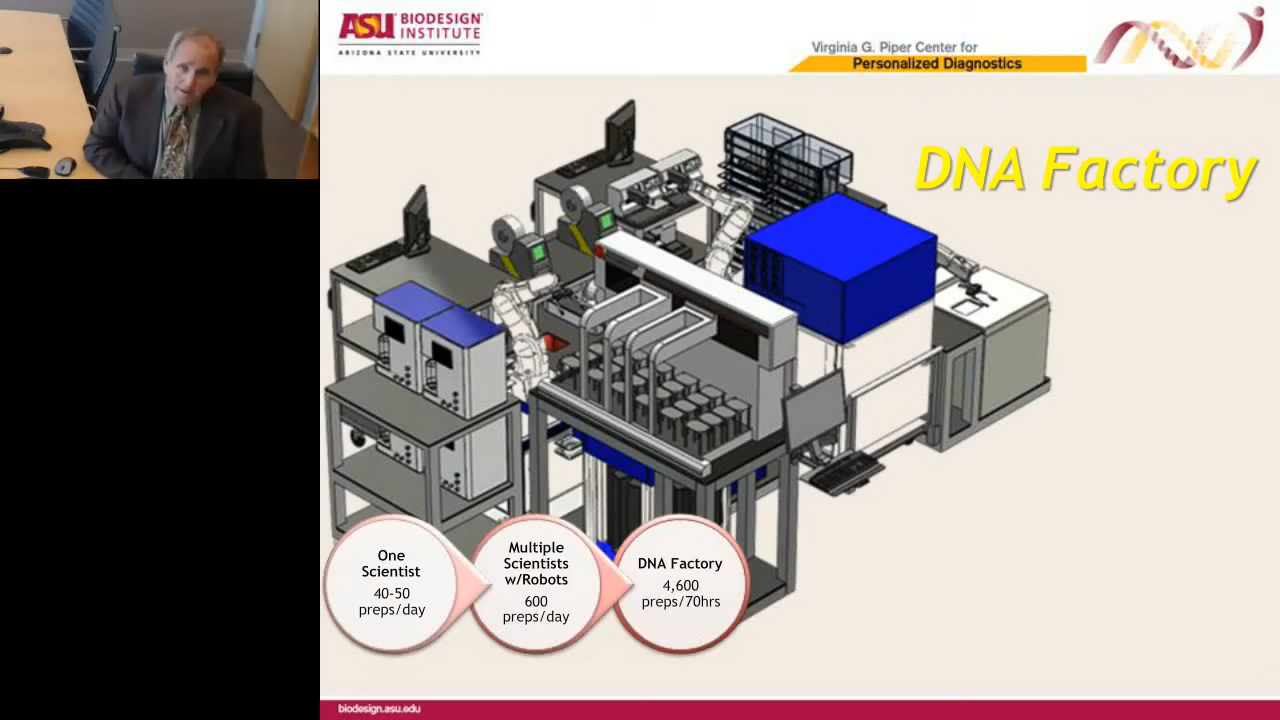 ASU BIODESIGN
INSTITUTE
ARIZONA STATE UNIVERSITY
Virginia G. Piper Center for
Personalized Diagnostics
DNA Factory
One
Scientist
40-50
preps/day
Multiple
Scientists
w/Robots
600
preps/day
DNA Factory
4,600
preps/70hrs
biodesign.asu.edu